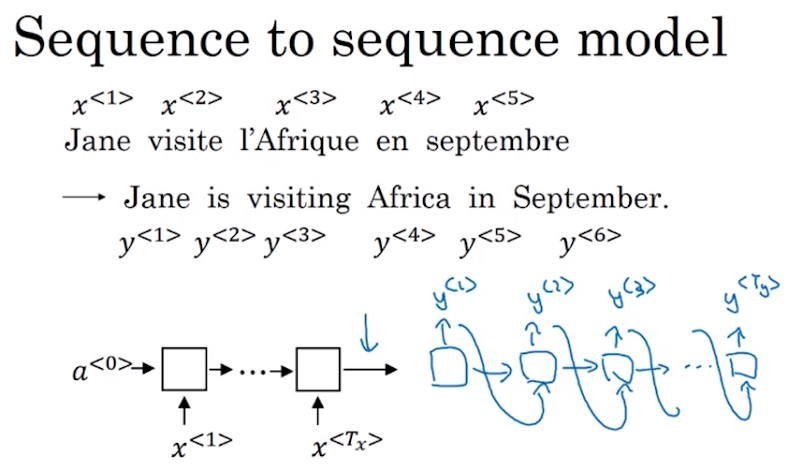 Sequence to sequence model
x<1> x<2> x<3> x<4> x<5>
Jane visite l'Afrique en septembre
→ Jane is visiting Africa in September.
y<1> y<2> y<3> y<4> y<5> y<6>
y<1> y<2> y<3> y<Ty>
a<0> → → ... → → ...
x<1> x<Tx>